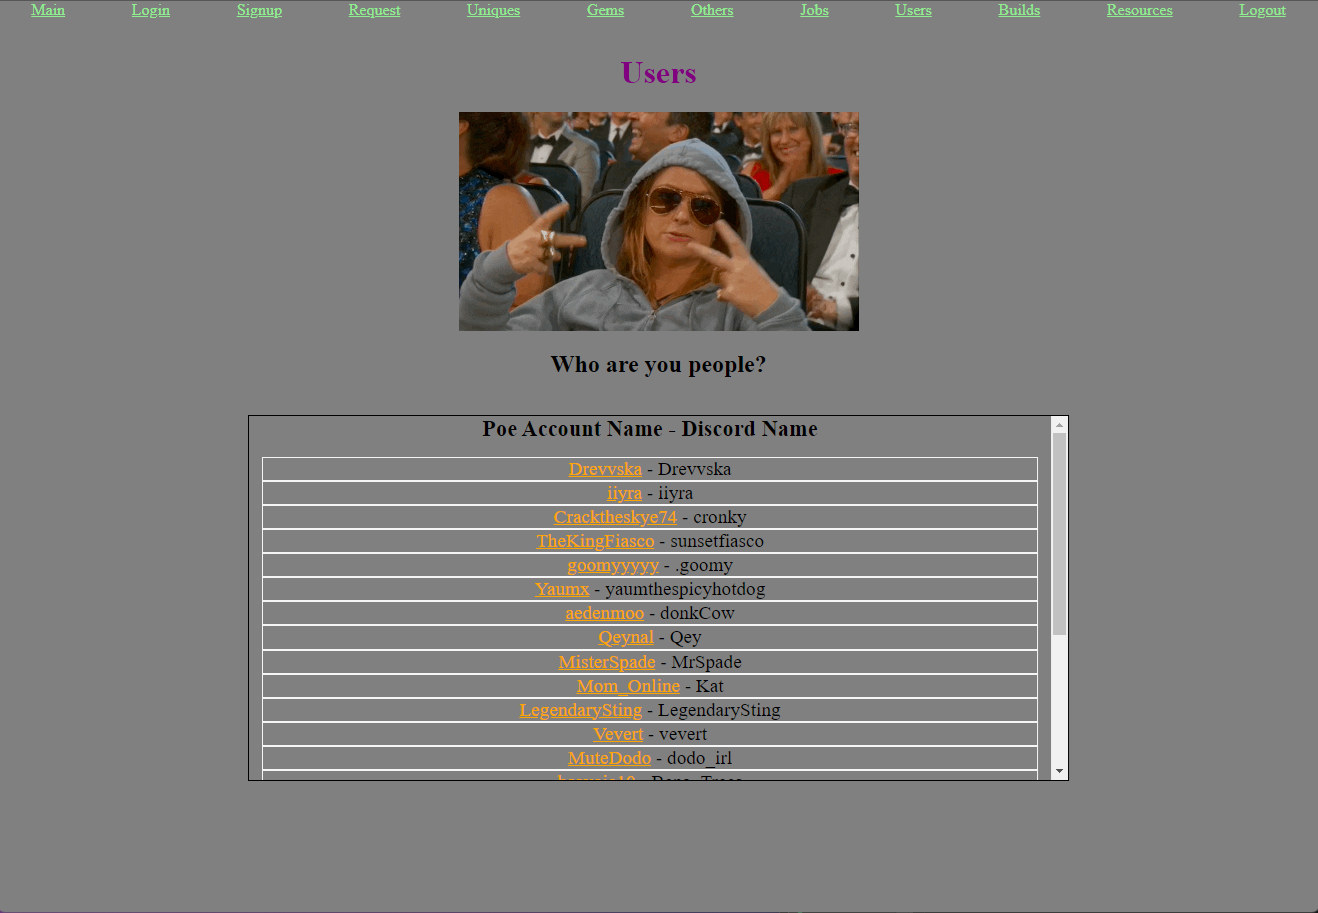 Main Login Signup Request Uniques Gems Others Jobs Users Builds Resources Logout
Users
Who are you people?
Poe Account Name - Discord Name
Drevvska - Drevvska
iiyra - iiyra
Cracktheskye74 - cronky
TheKingFiasco - sunsetfiasco
goomyyyyy - .goomy
Yaumx - yaumthespicyhotdog
aedenmoo - donkCow
Qeynal - Qey
MisterSpade - MrSpade
Mom_Online - Kat
LegendarySting - LegendarySting
Vevert - vevert
MuteDodo - dodo_irl